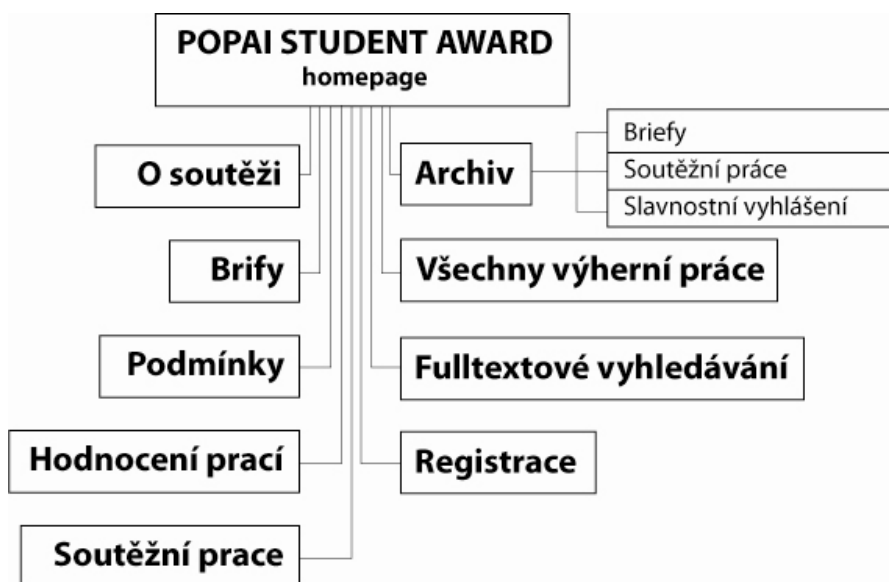 POPAI STUDENT AWARD
homepage
O soutěži
Brify
Podmínky
Hodnocení prací
Soutěžní prace
Archiv
Briefy
Soutěžní práce
Slavnostní vyhlášení
Všechny výherní práce
Fulltextové vyhledávání
Registrace